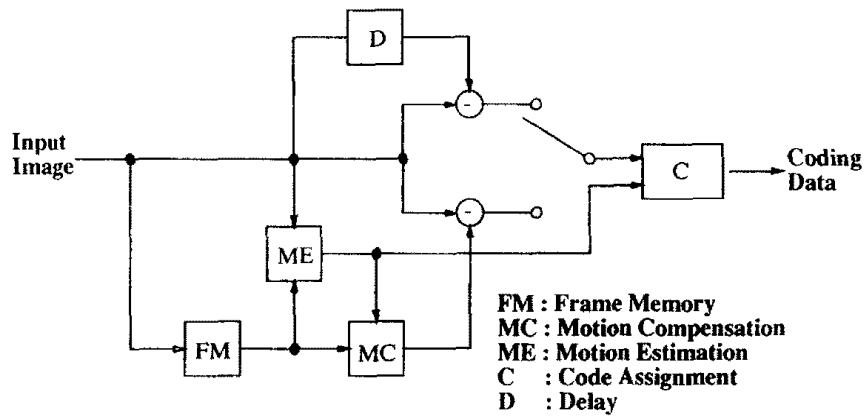 D
-
Input
Image
C
Coding
Data
-
ME
FM
MC
FM : Frame Memory
MC : Motion Compensation
ME : Motion Estimation
C : Code Assignment
D : Delay